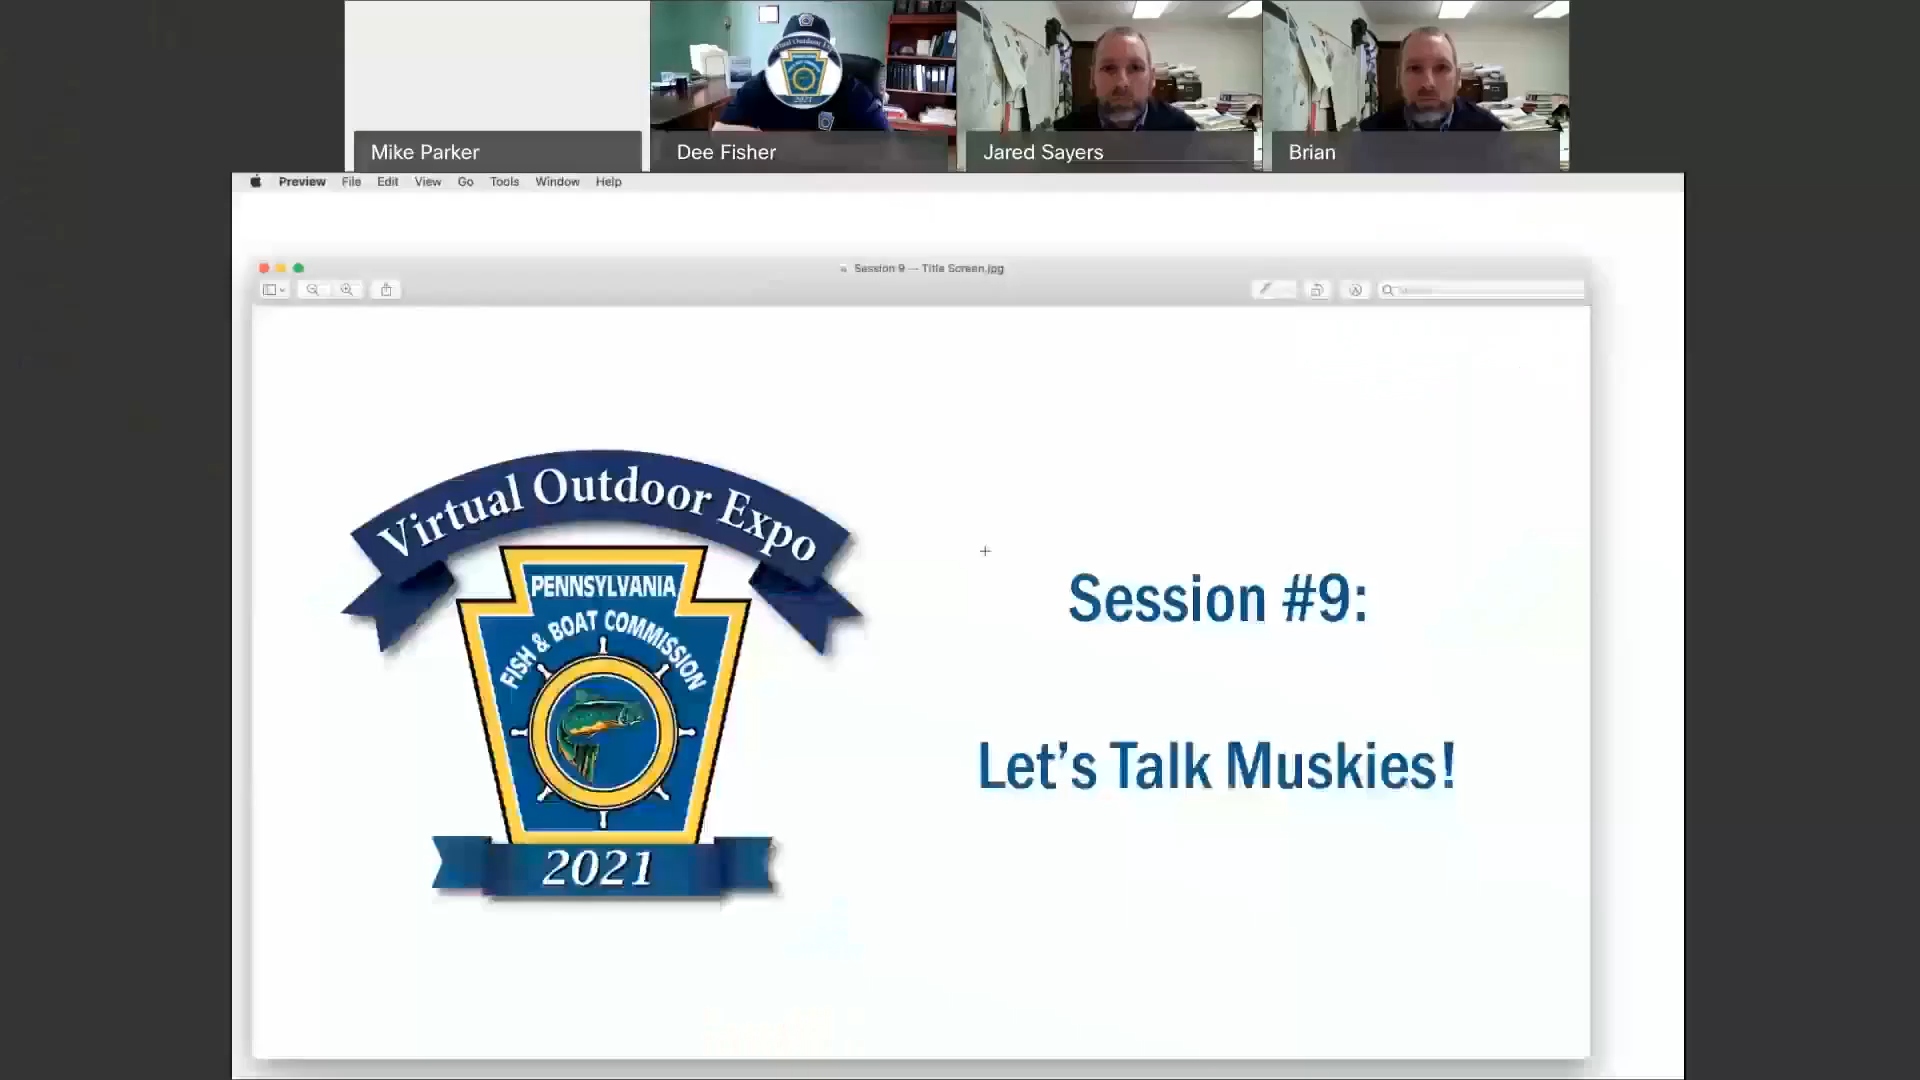 Mike Parker
Dee Fisher
Jared Sayers
Brian
Preview File Edit View Go Tools Window Help
Session 9 — Title Screen.jpg
Virtual Outdoor Expo
PENNSYLVANIA
FISH & BOAT COMMISSION
2021
Session #9:
Let's Talk Muskies!